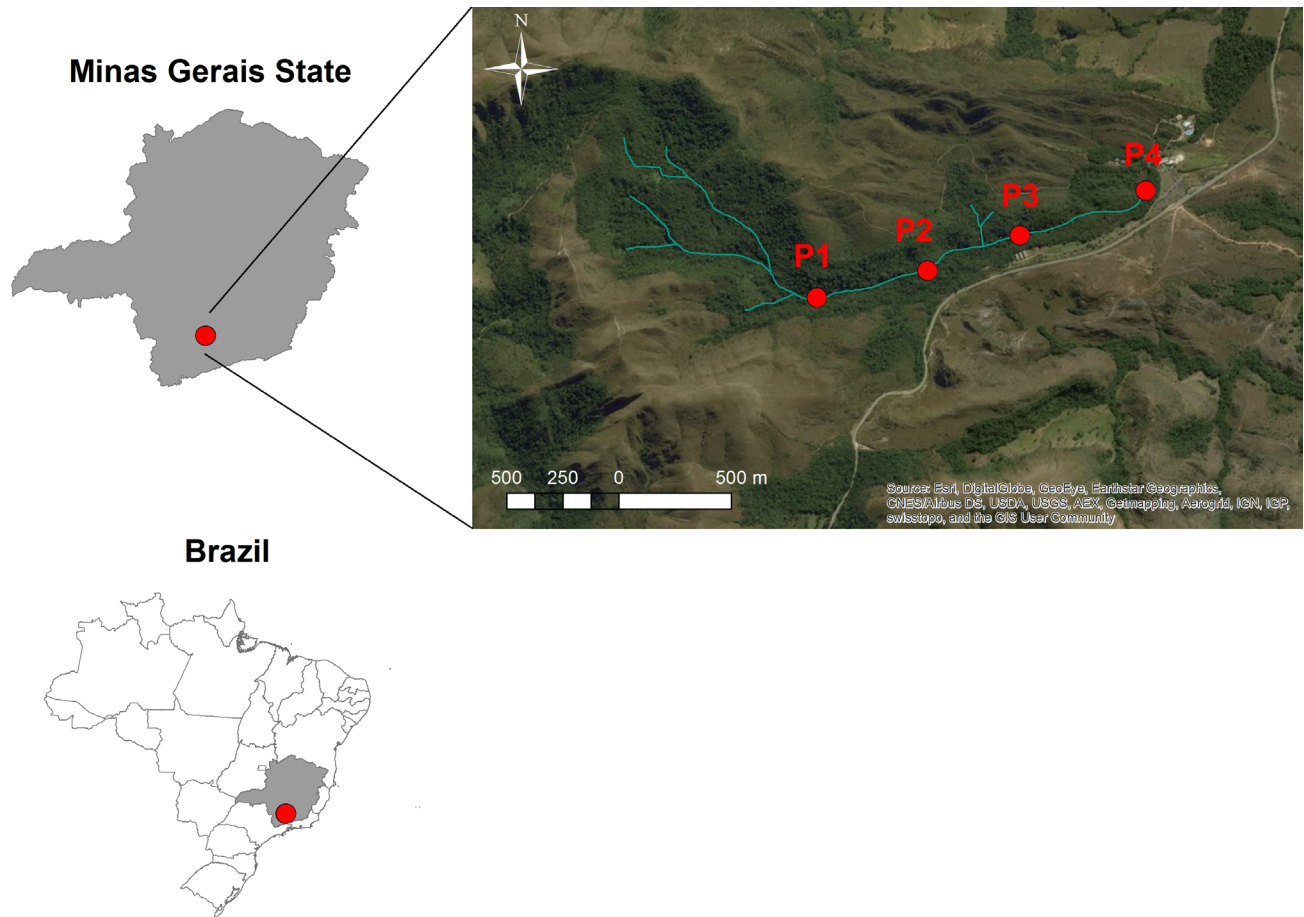 Minas Gerais State
N
P4
P3
P2
P1
500 250 0 500 m
Source: Esri, DigitalGlobe, GeoEye, Earthstar Geographics,
CNES/Airbus DS, USDA, USGS, AEX, Getmapping, Aerogrid, IGN, IGP,
swisstopo, and the GIS User Community
Brazil